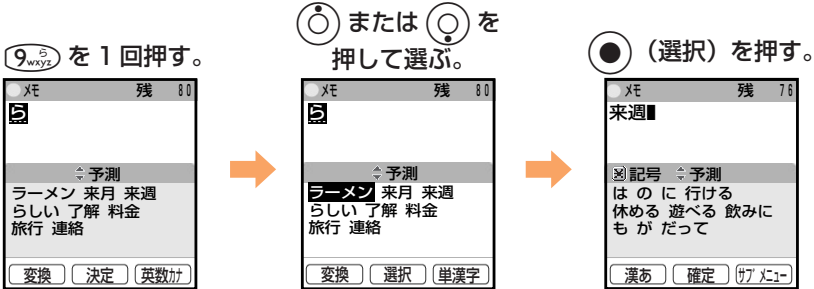 9 ら wxyz を 1 回押す。
または を
押して選ぶ。
（選択）を押す。
メモ 残 80
ら
予測
ラーメン 来月 来週
らしい 了解 料金
旅行 連絡
変換 決定 英数カナ
メモ 残 80
ら
予測
ラーメン 来月 来週
らしい 了解 料金
旅行 連絡
変換 選択 単漢字
メモ 残 76
来週
記号 予測
は の に 行ける
休める 遊べる 飲みに
も が だって
漢あ 確定 サブメニュー